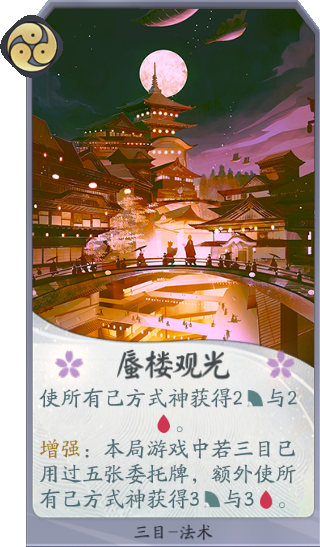 蜃楼观光
使所有己方式神获得2与2
。
增强：本局游戏中若三目已
用过五张委托牌，额外使所
有己方式神获得3与3。
三目-法术